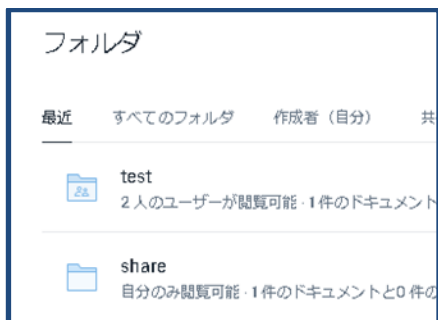 フォルダ
最近 すべてのフォルダ 作成者（自分） 共
test
2人のユーザーが閲覧可能・1件のドキュメント
share
自分のみ閲覧可能・1件のドキュメントと0件の